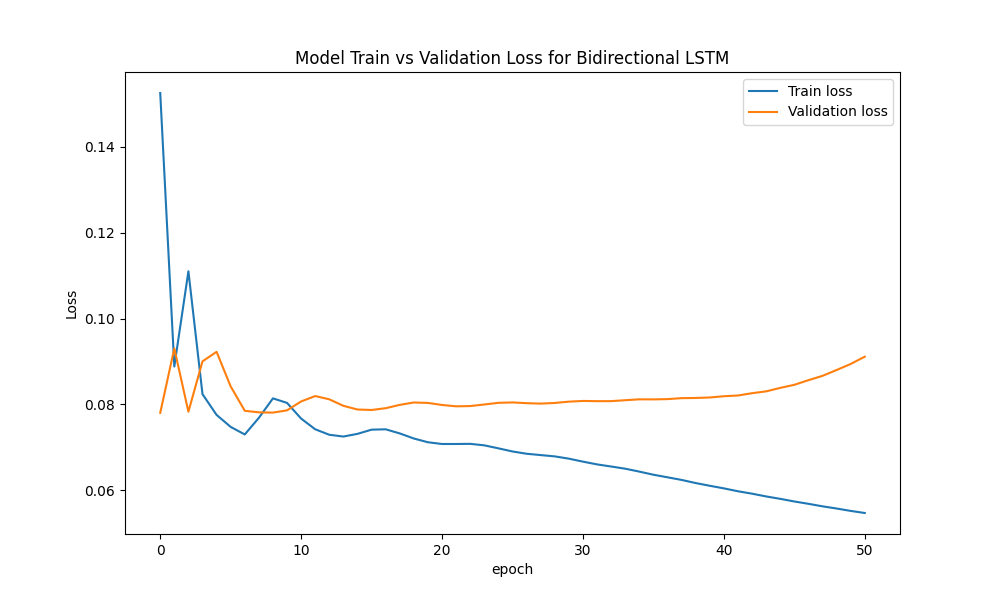 Model Train vs Validation Loss for Bidirectional LSTM
Train loss
Validation loss
0.14
0.12
0.10
0.08
0.06
Loss
0
10
20
30
40
50
epoch